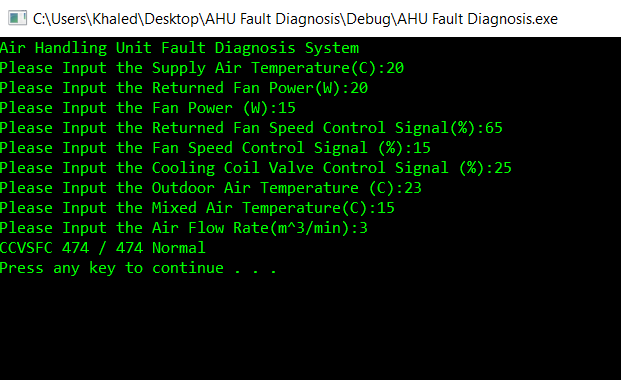 C:\Users\Khaled\Desktop\AHU Fault Diagnosis\Debug\AHU Fault Diagnosis.exe
Air Handling Unit Fault Diagnosis System
Please Input the Supply Air Temperature(C):20
Please Input the Returned Fan Power(W):20
Please Input the Fan Power (W):15
Please Input the Returned Fan Speed Control Signal(%):65
Please Input the Fan Speed Control Signal (%):15
Please Input the Cooling Coil Valve Control Signal (%):25
Please Input the Outdoor Air Temperature (C):23
Please Input the Mixed Air Temperature(C):15
Please Input the Air Flow Rate(m^3/min):3
CCVSFC 474 / 474 Normal
Press any key to continue . . .